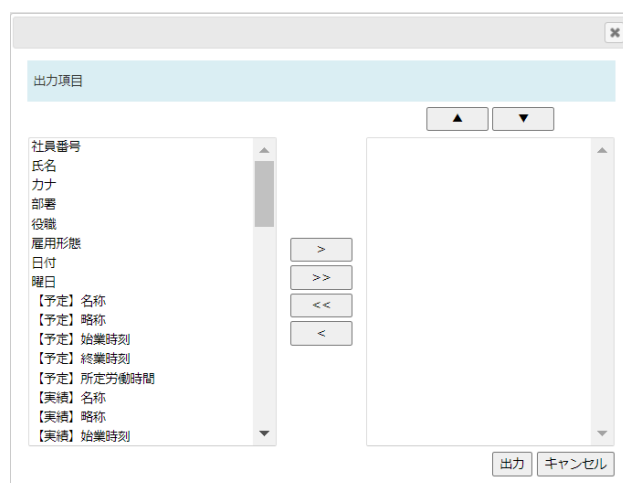 出力項目
▲ ▼
社員番号
氏名
カナ
部署
役職
雇用形態
日付
曜日
【予定】名称
【予定】略称
【予定】始業時刻
【予定】終業時刻
【予定】所定労働時間
【実績】名称
【実績】略称
【実績】始業時刻
>
>>
<<
<
出力 キャンセル